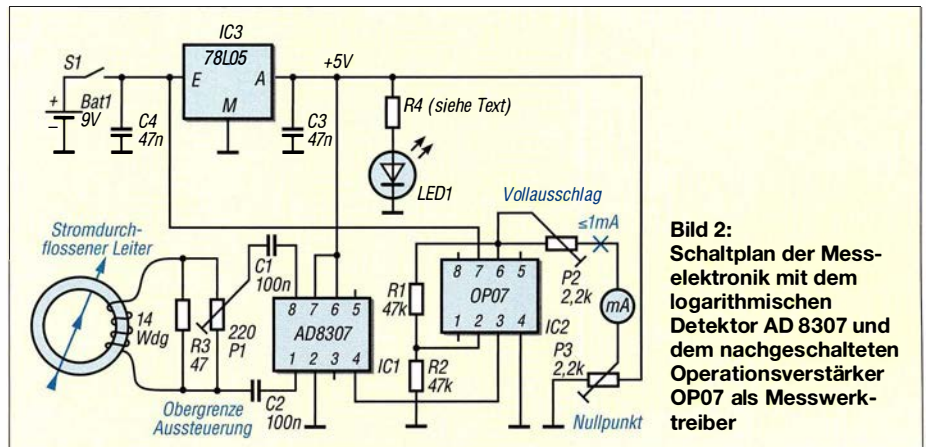 IC3
78L05
E
A
M
S1
+5V
+
Bat1
9V
–
C4
47n
C3
47n
R4 (siehe Text)
LED1
Vollausschlag
≤1mA
Stromdurch-
flossener Leiter
14
Wdg
R3
47
220
P1
C1
100n
C2
100n
Obergrenze
Aussteuerung
8 7 6 5
AD8307
1 2 3 4
IC1
R1
47k
R2
47k
8 7 6 5
OP07
1 2 3 4
IC2
P2
2,2k
mA
P3
2,2k
Nullpunkt
Bild 2:
Schaltplan der Mess-
elektronik mit dem
logarithmischen
Detektor AD 8307 und
dem nachgeschalteten
Operationsverstärker
OP07 als Messwerk-
treiber